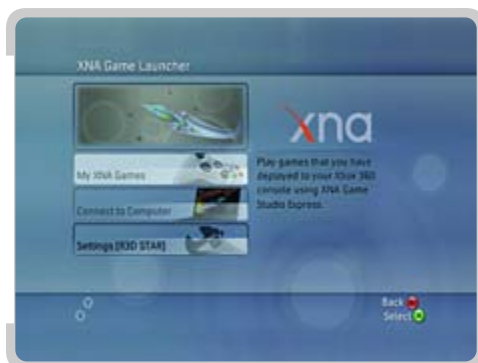 XNA Game Launcher
xna
My XNA Games
Play games that you have
deployed to your Xbox 360
console using XNA Game
Studio Express.
Connect to Computer
Settings [R3D STAR]
Back B
Select